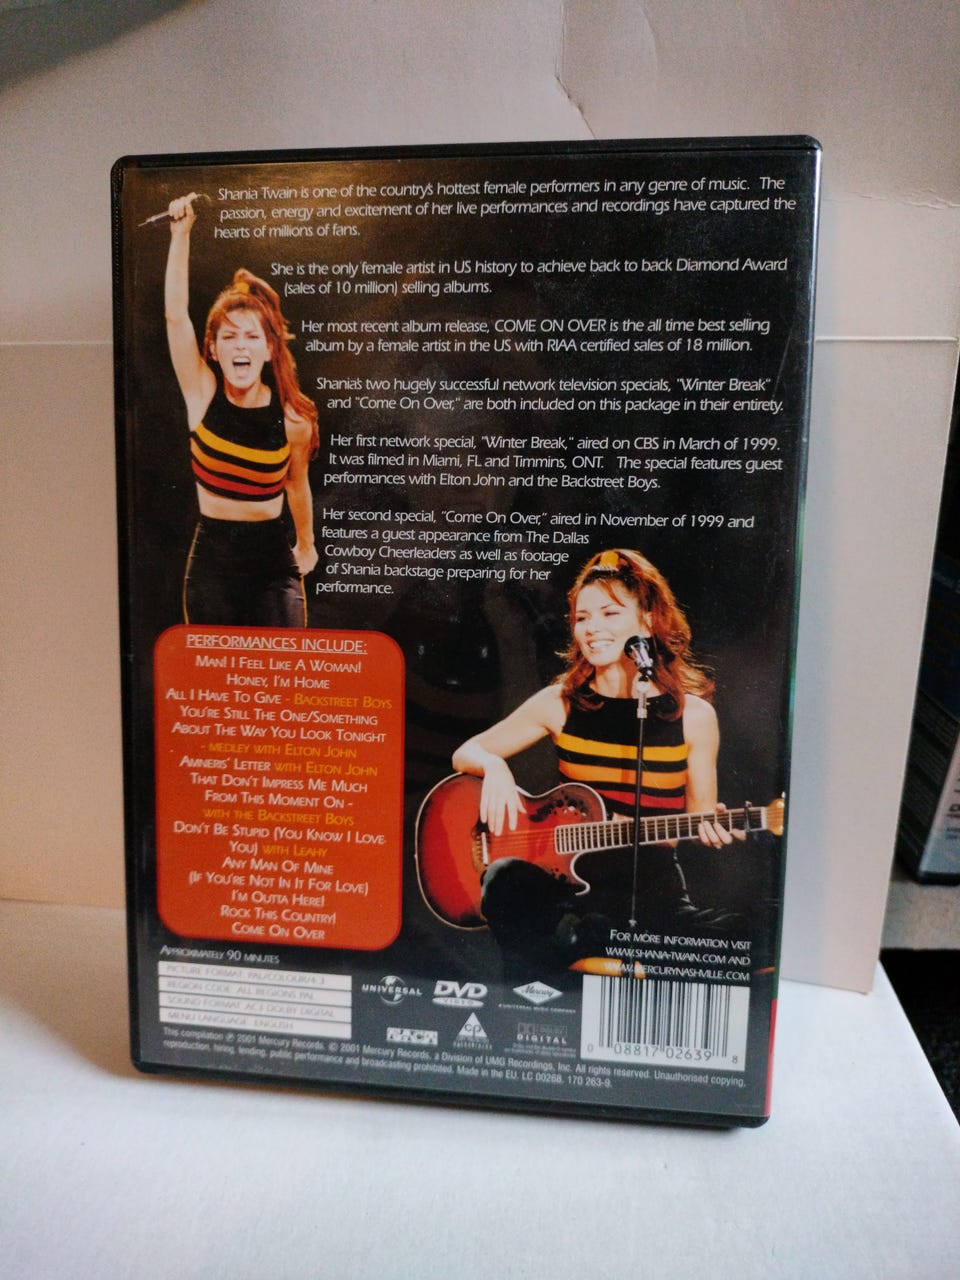 Shania Twain is one of the country's hottest female performers in any genre of music. The
passion, energy and excitement of her live performances and recordings have captured the
hearts of millions of fans.
She is the only female artist in US history to achieve back to back Diamond Award
(sales of 10 million) selling albums.
Her most recent album release, COME ON OVER is the all time best selling
album by a female artist in the US with RIAA certified sales of 18 million.
Shania's two hugely successful network television specials, "Winter Break"
and "Come On Over," are both included on this package in their entirety.
Her first network special, "Winter Break," aired on CBS in March of 1999.
It was filmed in Miami, FL and Timmins, ONT. The special features guest
performances with Elton John and the Backstreet Boys.
Her second special, "Come On Over," aired in November of 1999 and
features a guest appearance from The Dallas
Cowboy Cheerleaders as well as footage
of Shania backstage preparing for her
performance.
PERFORMANCES INCLUDE:
MAN! I FEEL LIKE A WOMAN!
HONEY, I'M HOME
ALL I HAVE TO GIVE - BACKSTREET BOYS
YOU'RE STILL THE ONE/SOMETHING
ABOUT THE WAY YOU LOOK TONIGHT
- MEDLEY WITH ELTON JOHN
AMNERIS' LETTER WITH ELTON JOHN
THAT DON'T IMPRESS ME MUCH
FROM THIS MOMENT ON -
WITH THE BACKSTREET BOYS
DON'T BE STUPID (YOU KNOW I LOVE
YOU) WITH LEAHY
ANY MAN OF MINE
(IF YOU'RE NOT IN IT FOR LOVE)
I'M OUTTA HERE!
ROCK THIS COUNTRY!
COME ON OVER
APPROXIMATELY 90 MINUTES
PICTURE FORMAT: PAL/COLOUR/4:3
REGION CODE: ALL REGIONS PAL
SOUND FORMAT: AC3 DOLBY DIGITAL
MENU LANGUAGE: ENGLISH
UNIVERSAL
DVD
VIDEO
Mercury
A UNIVERSAL MUSIC COMPANY
DIGITAL
FOR MORE INFORMATION VISIT
WWW.SHANIA-TWAIN.COM AND
WWW.MERCURYNASHVILLE.COM
0 08817 02639 8
This compilation ℗ 2001 Mercury Records. © 2001 Mercury Records, a Division of UMG Recordings, Inc. All rights reserved. Unauthorised copying,
reproduction, hiring, lending, public performance and broadcasting prohibited. Made in the EU. LC 00268. 170 263-9.